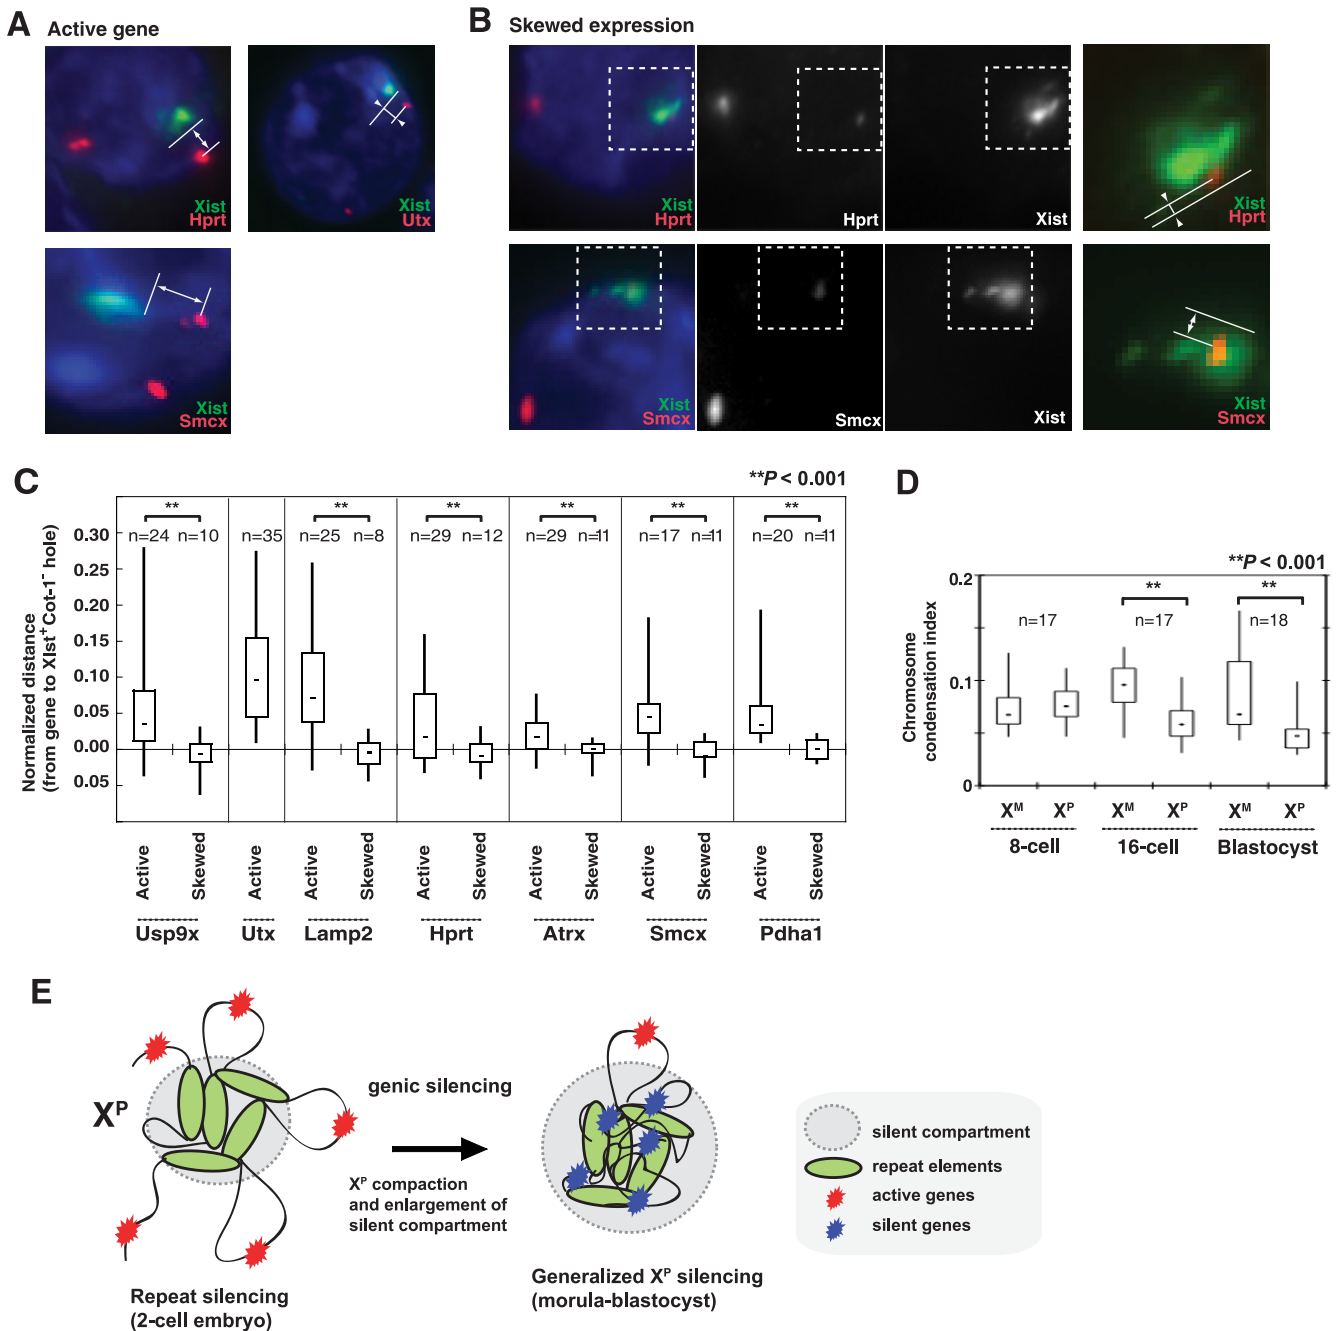 A Active gene
Xist
Hprt
Xist
Utx
Xist
Smcx
B Skewed expression
Xist
Hprt
Hprt
Xist
Xist
Hprt
Xist
Smcx
Smcx
Xist
Xist
Smcx
C
**P < 0.001
Normalized distance
(from gene to XIst+Cot-1- hole)
0.30
0.25
0.20
0.15
0.10
0.05
0.00
0.05
** ** ** ** ** **
n=24 n=10 n=35 n=25 n=8 n=29 n=12 n=29 n=11 n=17 n=11 n=20 n=11
Active Skewed Active Active Skewed Active Skewed Active Skewed Active Skewed Active Skewed
Usp9x Utx Lamp2 Hprt Atrx Smcx Pdha1
D
**P < 0.001
Chromosome
condensation index
0.2
0.1
0
** **
n=17 n=17 n=18
XM XP XM XP XM XP
8-cell 16-cell Blastocyst
E
XP
genic silencing
XP compaction
and enlargement of
silent compartment
Repeat silencing
(2-cell embryo)
Generalized XP silencing
(morula-blastocyst)
silent compartment
repeat elements
active genes
silent genes